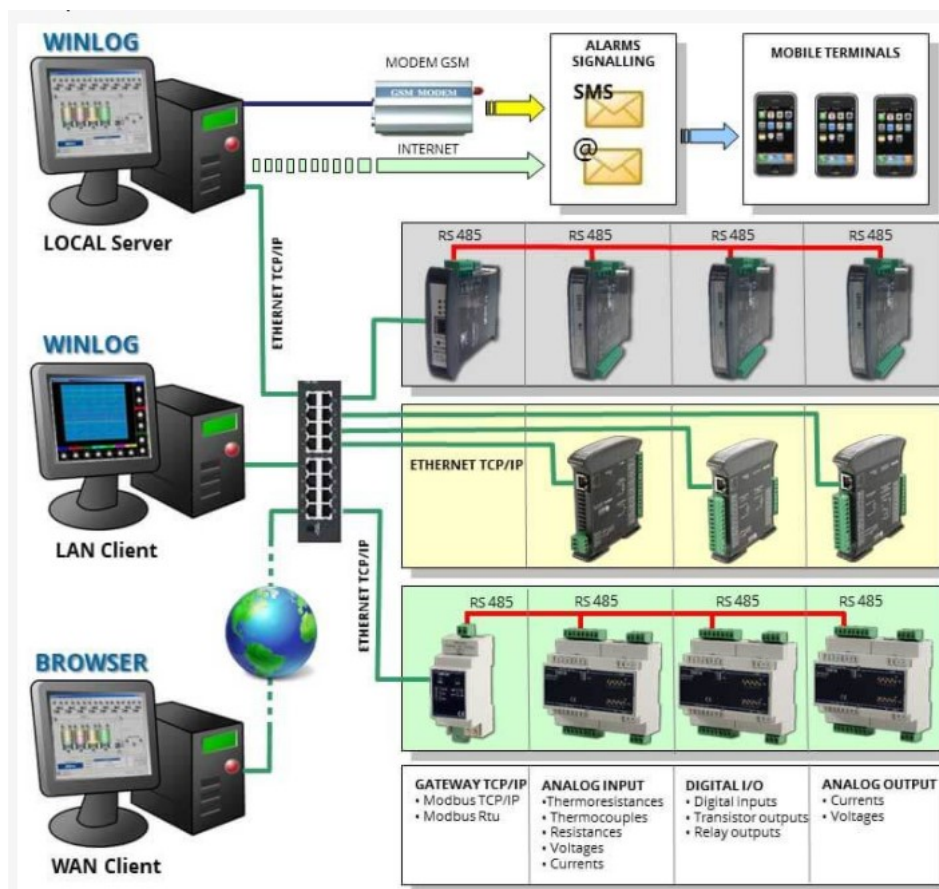 WINLOG
MODEM GSM
GSM MODEM
INTERNET
ALARMS
SIGNALLING
SMS
@
MOBILE TERMINALS
LOCAL Server
ETHERNET TCP/IP
RS 485
RS 485
RS 485
RS 485
WINLOG
LAN Client
ETHERNET TCP/IP
ETHERNET TCP/IP
RS 485
RS 485
RS 485
RS 485
BROWSER
WAN Client
GATEWAY TCP/IP
• Modbus TCP/IP
• Modbus Rtu
ANALOG INPUT
•Thermoresistances
• Thermocouples
• Resistances
• Voltages
• Currents
DIGITAL I/O
• Digital inputs
• Transistor outputs
• Relay outputs
ANALOG OUTPUT
• Currents
• Voltages